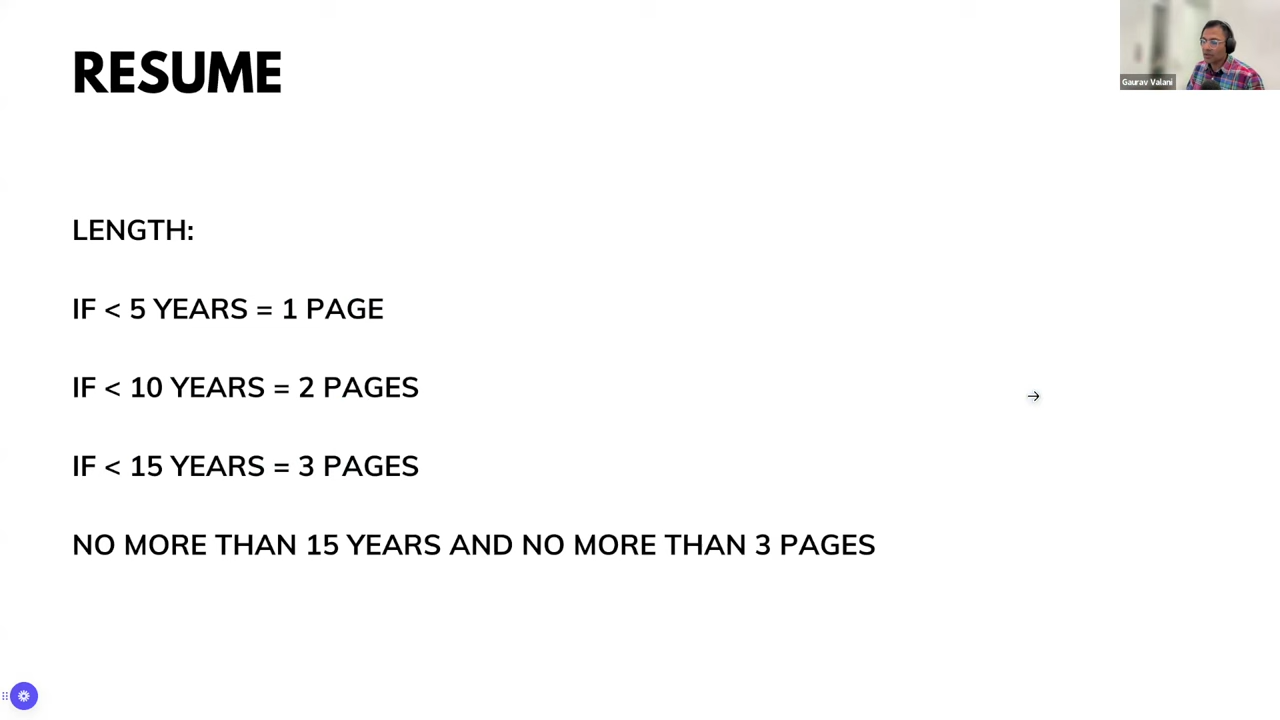 RESUME
Gaurav Valani
LENGTH:
IF < 5 YEARS = 1 PAGE
IF < 10 YEARS = 2 PAGES
IF < 15 YEARS = 3 PAGES
NO MORE THAN 15 YEARS AND NO MORE THAN 3 PAGES